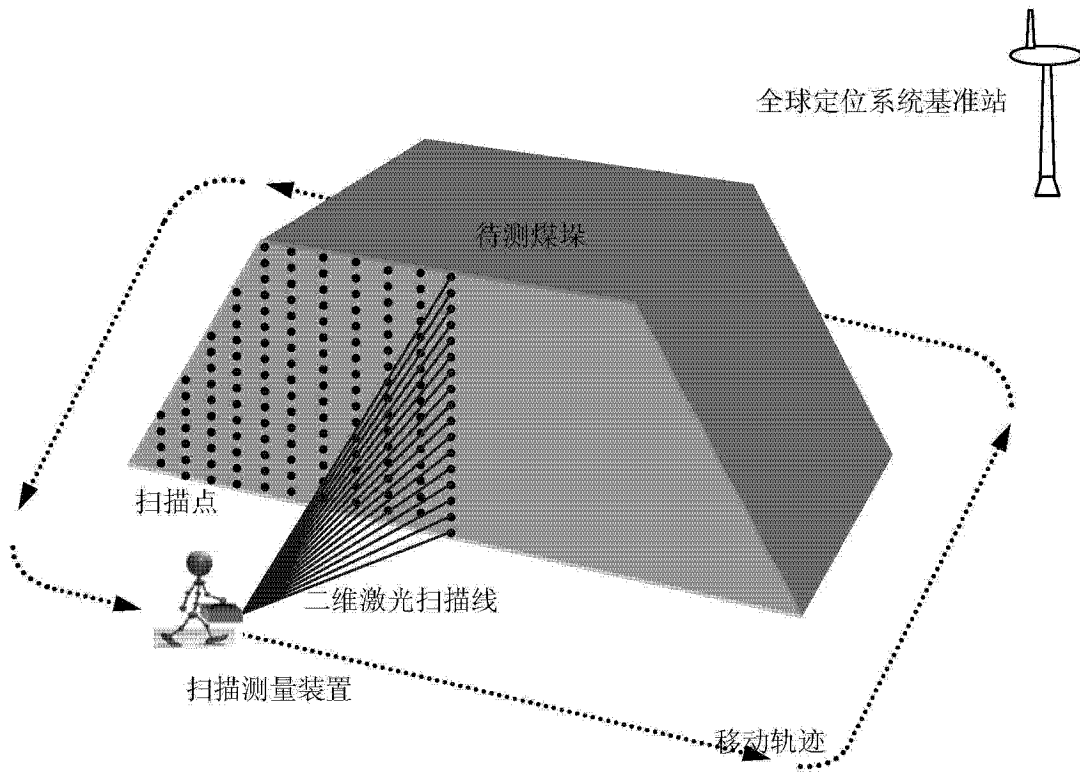 全球定位系统基准站
待测煤垛
扫描点
二维激光扫描线
扫描测量装置
移动轨迹